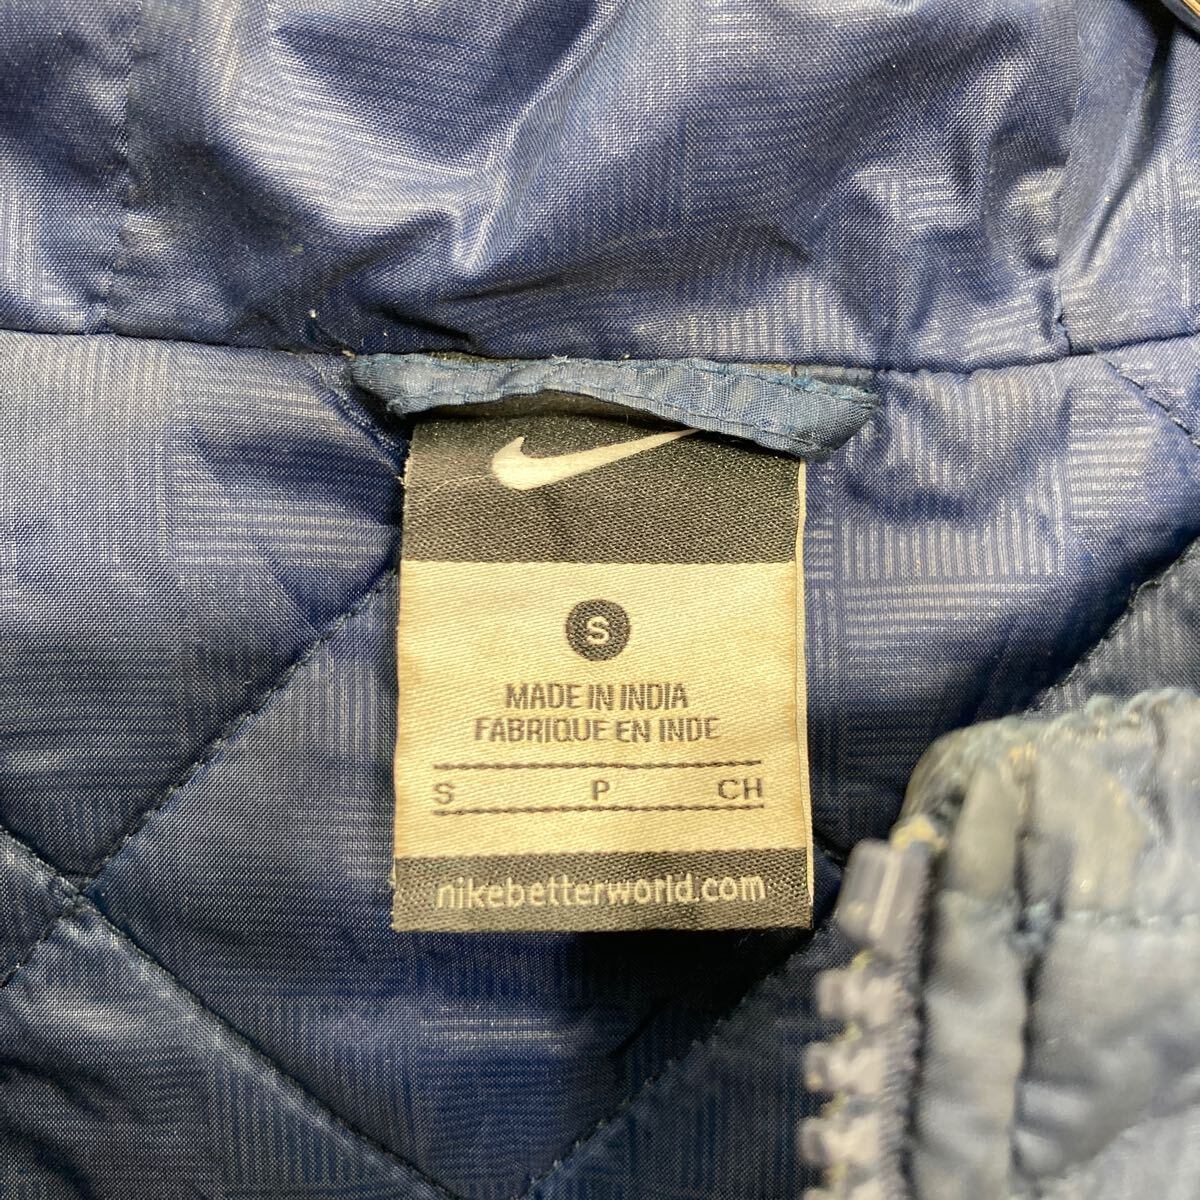 S
MADE IN INDIA
FABRIQUE EN INDE
S P CH
nikebetterworld.com